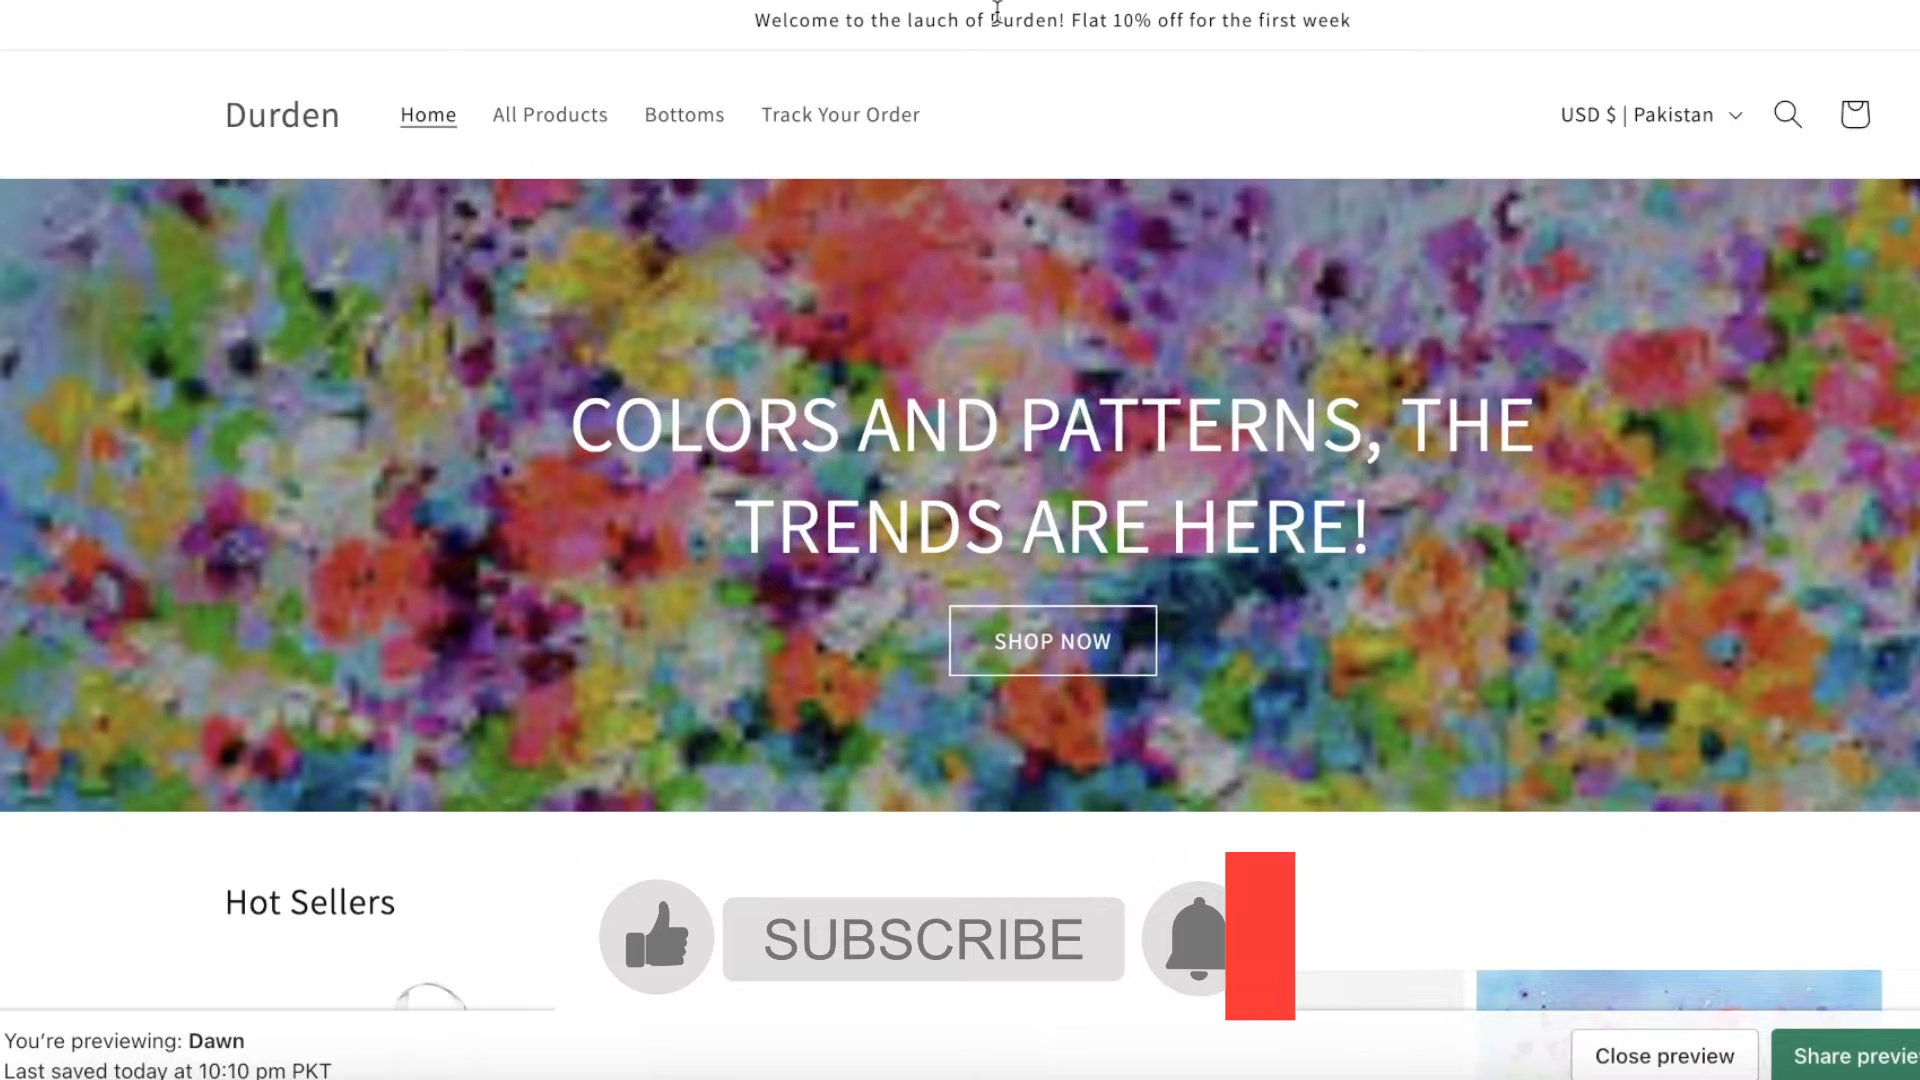 Welcome to the lauch of Durden! Flat 10% off for the first week
Durden
Home
All Products
Bottoms
Track Your Order
USD $ | Pakistan
COLORS AND PATTERNS, THE
TRENDS ARE HERE!
SHOP NOW
Hot Sellers
SUBSCRIBE
You're previewing: Dawn
Last saved today at 10:10 pm PKT
Close preview
Share previe